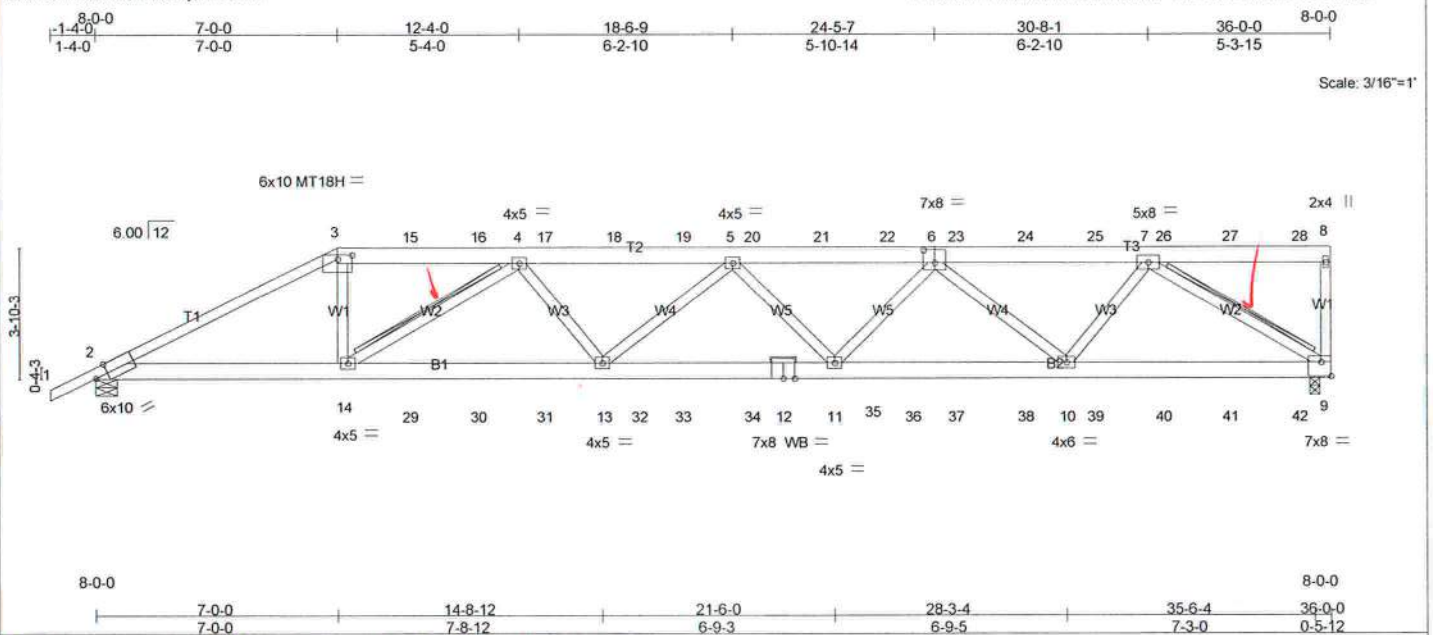 8-0-0 8-0-0
-1-4-0 7-0-0 12-4-0 18-6-9 24-5-7 30-8-1 36-0-0
1-4-0 7-0-0 5-4-0 6-2-10 5-10-14 6-2-10 5-3-15
Scale: 3/16"=1'
6x10 MT18H =
4x5 = 4x5 = 7x8 = 5x8 = 2x4 ||
6.00 12
3 15 16 4 17 18 T2 19 5 20 21 22 6 23 24 25 T3 7 26 27 28 8
3-10-3
T1 W1 W2 W3 W4 W5 W5 W4 W3 W2 W1
2
0-4-3
1
B1 B2
6x10 //
14 29 30 31 13 32 33 34 12 11 35 36 37 38 10 39 40 41 42 9
4x5 = 4x5 = 7x8 WB = 4x6 = 7x8 =
4x5 =
8-0-0 8-0-0
7-0-0 14-8-12 21-6-0 28-3-4 35-6-4 36-0-0
7-0-0 7-8-12 6-9-3 6-9-5 7-3-0 0-5-12